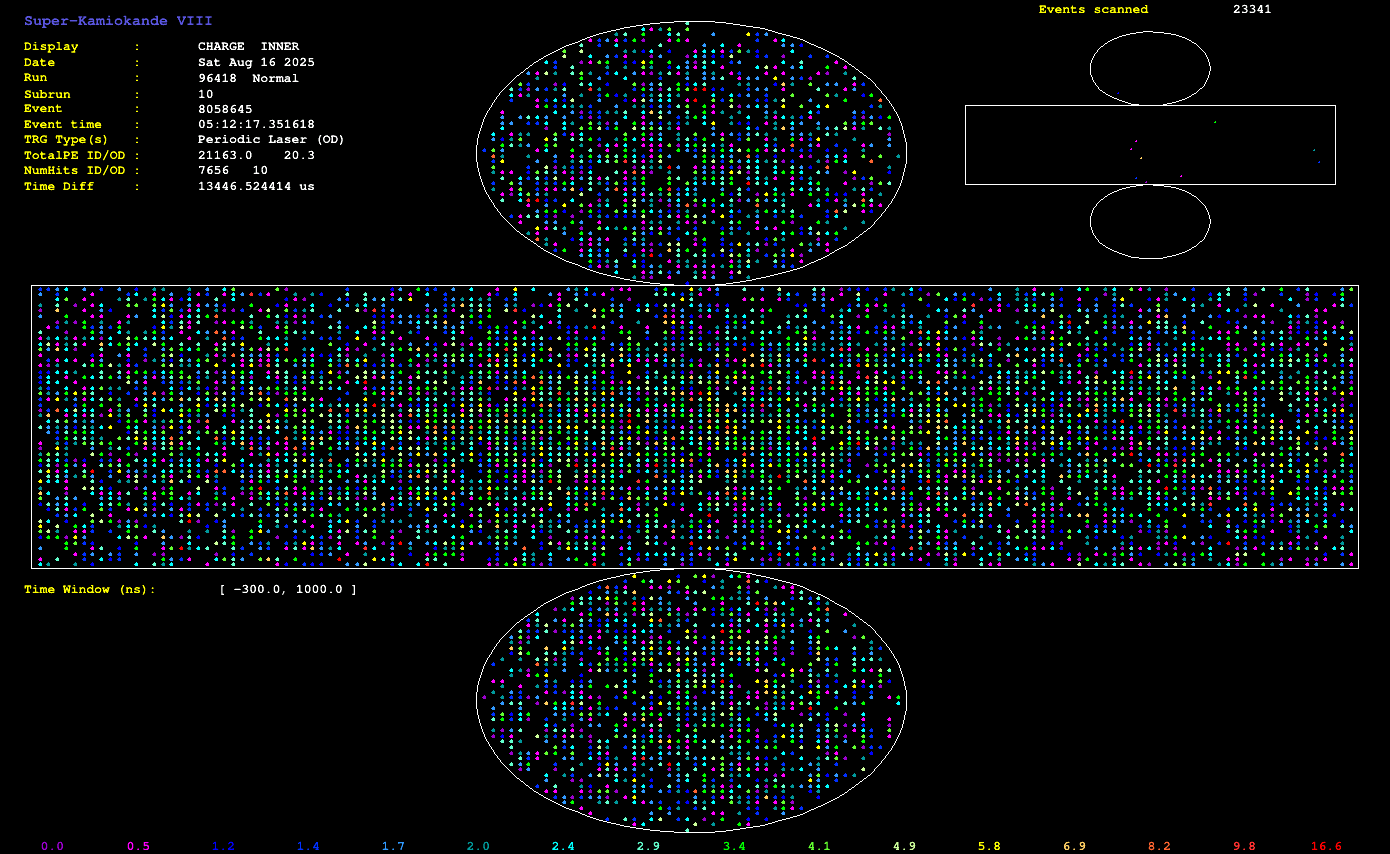 Super-Kamiokande VIII
Events scanned 23341
Display : CHARGE INNER
Date : Sat Aug 16 2025
Run : 96418 Normal
Subrun : 10
Event : 8058645
Event time : 05:12:17.351618
TRG Type(s) : Periodic Laser (OD)
TotalPE ID/OD : 21163.0 20.3
NumHits ID/OD : 7656 10
Time Diff : 13446.524414 us
Time Window (ns): [ -300.0, 1000.0 ]
0.0 0.5 1.2 1.4 1.7 2.0 2.4 2.9 3.4 4.1 4.9 5.8 6.9 8.2 9.8 16.6